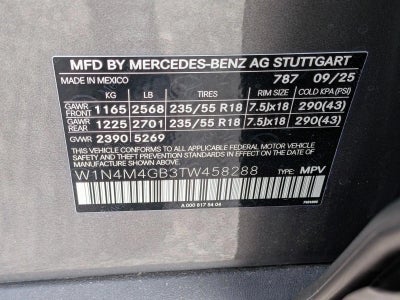 MFD BY MERCEDES-BENZ AG STUTTGART
MADE IN MEXICO 787 09/25
KG LB TIRES RIM SIZE COLD KPA(PSI)
GAWR FRONT 1165 2568 235/55 R18 7.5Jx18 290(43)
GAWR REAR 1225 2701 235/55 R18 7.5Jx18 290(43)
GVWR 2390 5269
THIS VEHICLE CONFORMS TO ALL APPLICABLE FEDERAL MOTOR VEHICLE
SAFETY STANDARDS IN EFFECT ON THE DATE OF MANUFACTURE SHOWN ABOVE.
W1N4M4GB3TW458288 TYPE: MPV
A 000 817 54 04